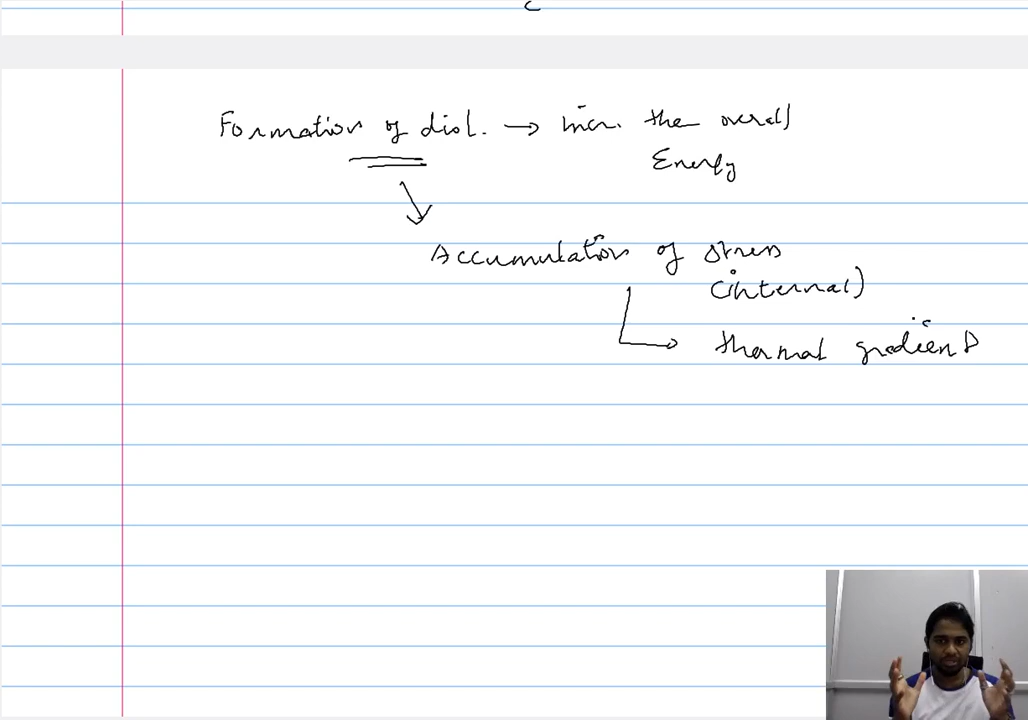 Formation of disl. → incr. the overall
Energy
Accumulation of stress
(internal)
thermal gradient